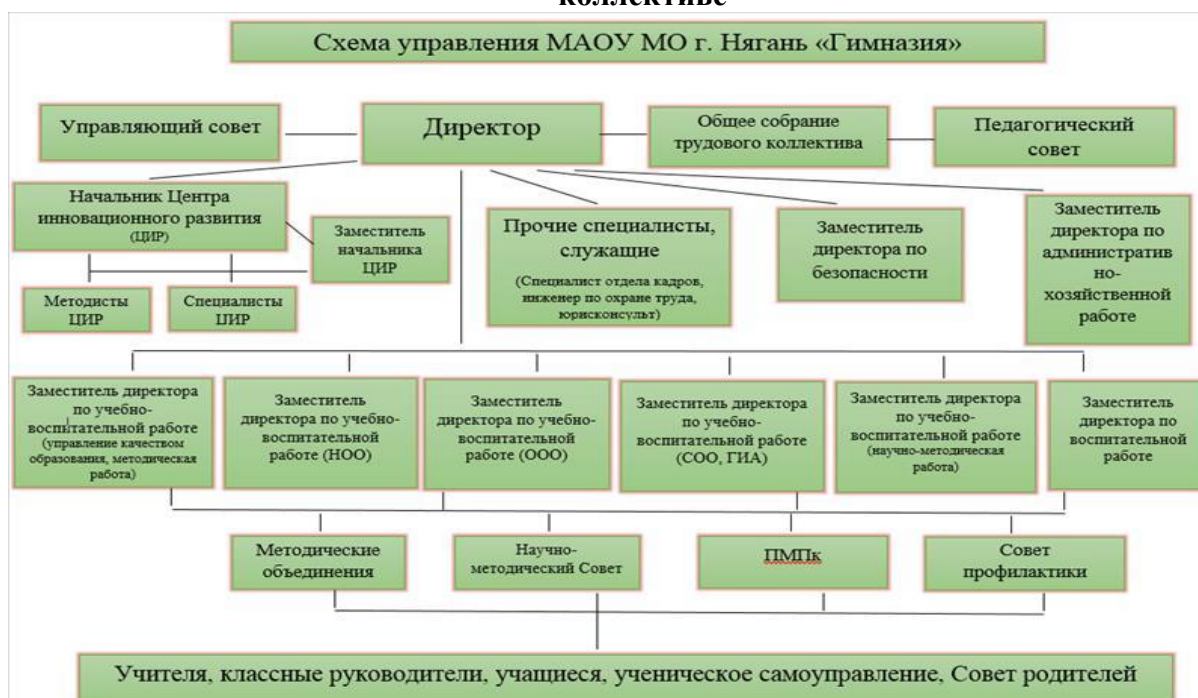 коллективе
Схема управления МАОУ МО г. Нягань «Гимназия»
Управляющий совет
Директор
Общее собрание
трудового коллектива
Педагогический
совет
Начальник Центра
инновационного развития
(ЦИР)
Заместитель
начальника
ЦИР
Методисты
ЦИР
Специалисты
ЦИР
Прочие специалисты,
служащие
(Специалист отдела кадров,
инженер по охране труда,
юрисконсульт)
Заместитель
директора по
безопасности
Заместитель
директора по
административ
но-
хозяйственной
работе
Заместитель директора
по учебно-
воспитательной работе
(управление качеством
образования, методическая
работа)
Заместитель
директора по учебно-
воспитательной
работе (НОО)
Заместитель
директора по учебно-
воспитательной
работе (ООО)
Заместитель директора
по учебно-
воспитательной работе
(СОО, ГИА)
Заместитель директора
по учебно-
воспитательной работе
(научно-методическая
работа)
Заместитель
директора по
воспитательной
работе
Методические
объединения
Научно-
методический Совет
ПМПк
Совет
профилактики
Учителя, классные руководители, учащиеся, ученическое самоуправление, Совет родителей